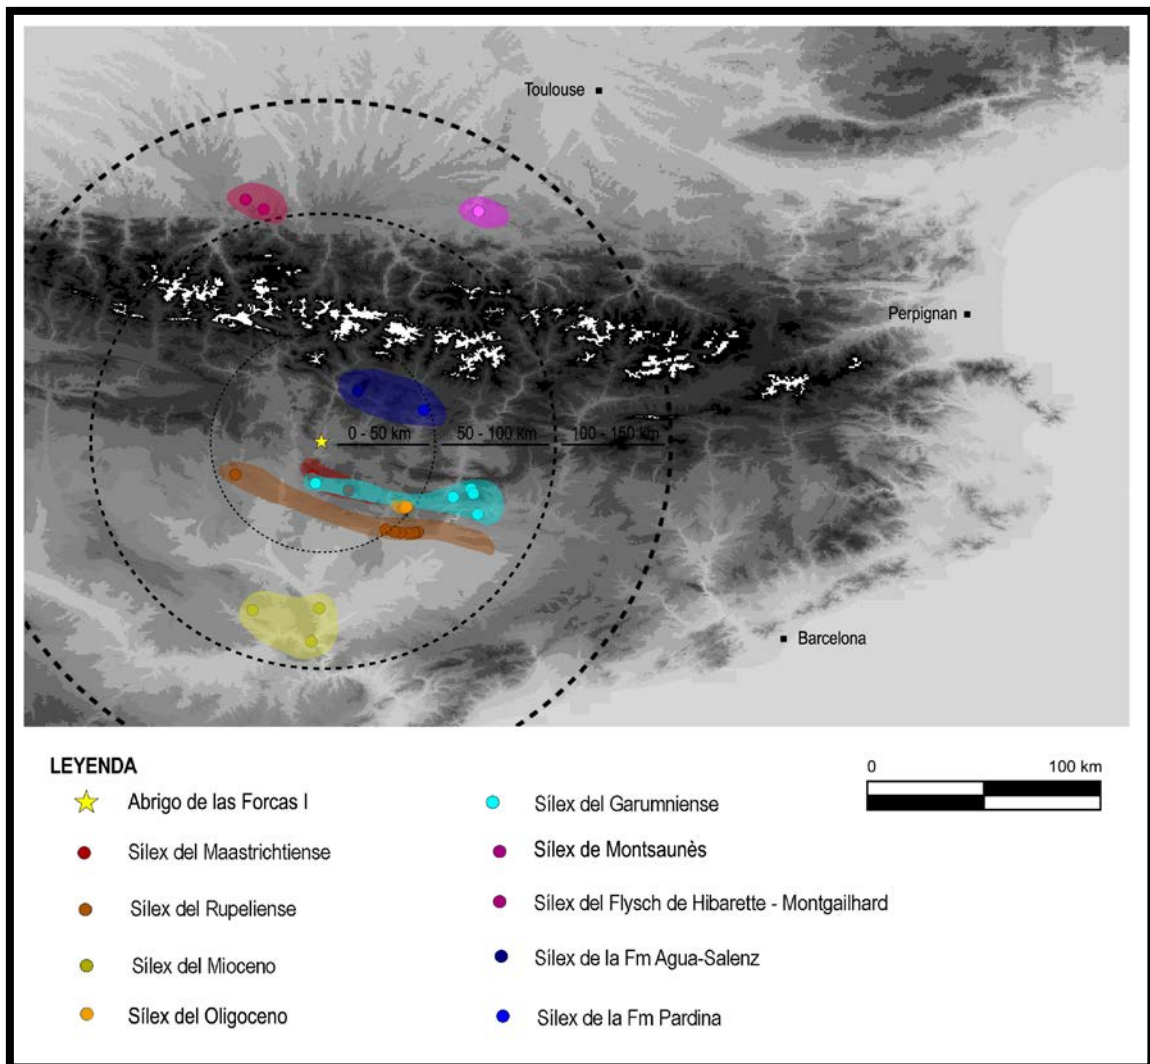 Toulouse
Perpignan
0 - 50 km 50 - 100 km 100 - 150 km
Barcelona
LEYENDA
0 100 km
Abrigo de las Forcas I
Sílex del Maastrichtiense
Sílex del Rupeliense
Sílex del Mioceno
Sílex del Oligoceno
Sílex del Garumniense
Sílex de Montsaunès
Sílex del Flysch de Hibarette - Montgailhard
Sílex de la Fm Agua-Salenz
Sílex de la Fm Pardina